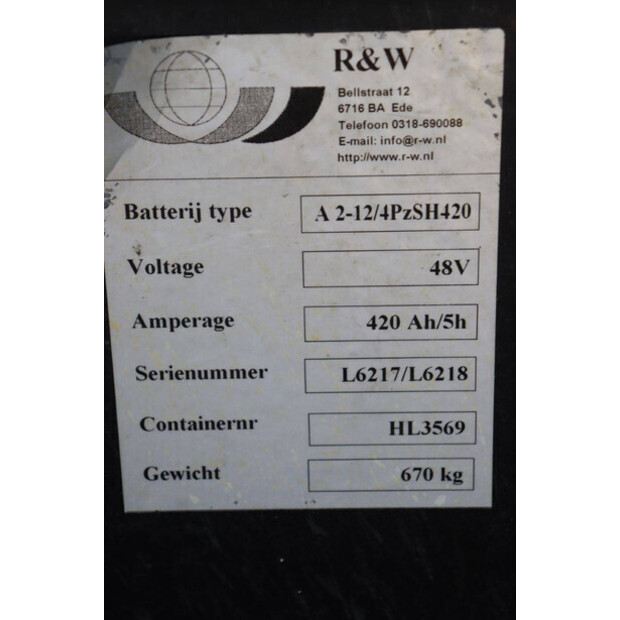 R&W
Bellstraat 12
6716 BA Ede
Telefoon 0318-690088
E-mail: info@r-w.nl
http://www.r-w.nl
Batterij type A 2-12/4PzSH420
Voltage 48V
Amperage 420 Ah/5h
Serienummer L6217/L6218
Containernr HL3569
Gewicht 670 kg